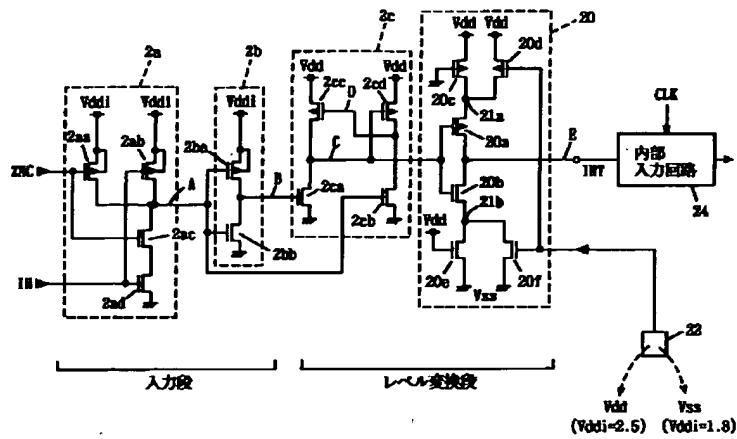 2a
2b
2c
20
Vddi
Vddi
2aa
2ab
ZMC
A
2ac
IN
2ad
Vddi
2ba
B
2bb
Vdd
Vdd
2cc
2cd
D
C
2ca
2cb
Vdd
Vdd
20d
20c
21a
20a
E
INT
20b
21b
Vdd
20e
20f
Vss
CLK
内部
入力回路
24
22
入力段
レベル変換段
Vdd
(Vddi=2.5)
Vss
(Vddi=1.8)